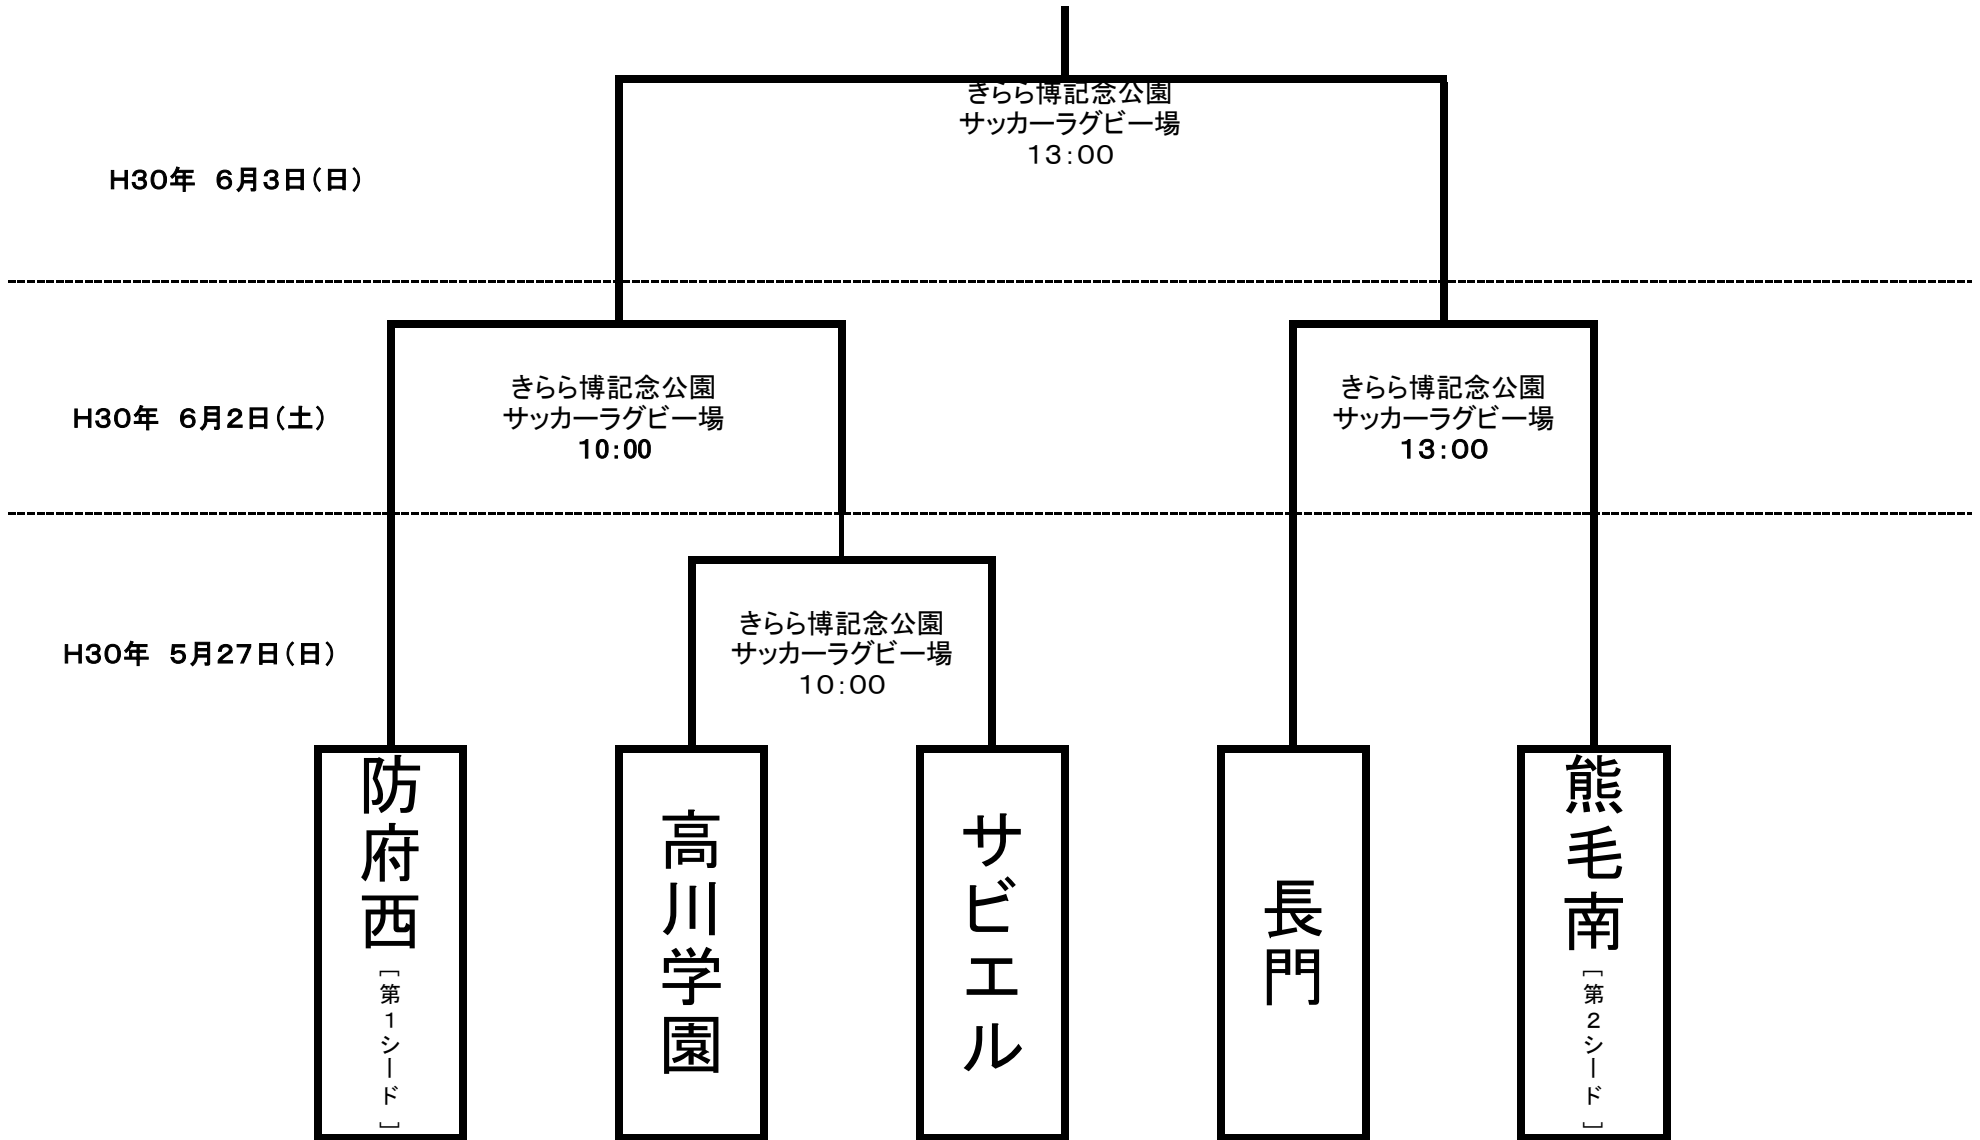 きらら博記念公園
サッカーラグビー場
13:00
H30年　6月3日(日)
きらら博記念公園
サッカーラグビー場
10:00
きらら博記念公園
サッカーラグビー場
13:00
H30年　6月2日(土)
きらら博記念公園
サッカーラグビー場
10:00
H30年　5月27日(日)
防府西[第1シード]
高川学園
サビエル
長門
熊毛南[第2シード]